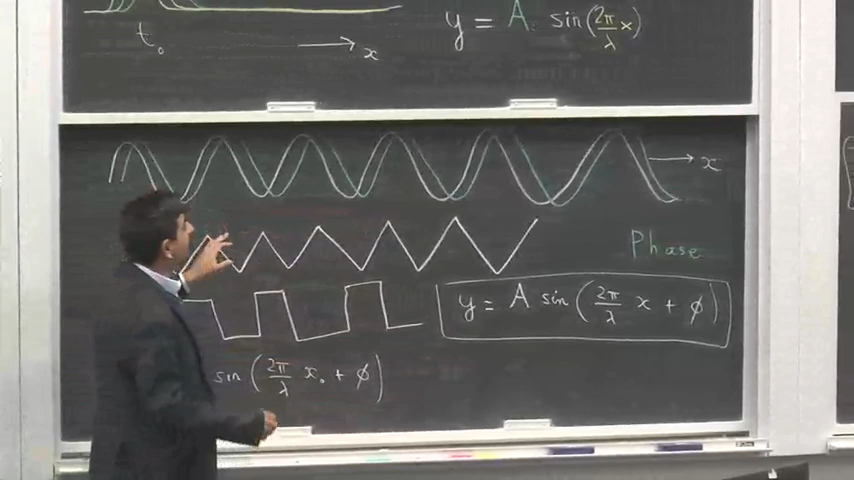 t₀
x
y = A sin(2π/λ x)
x
Phase
y = A sin(2π/λ x + φ)
sin(2π/λ x₀ + φ)